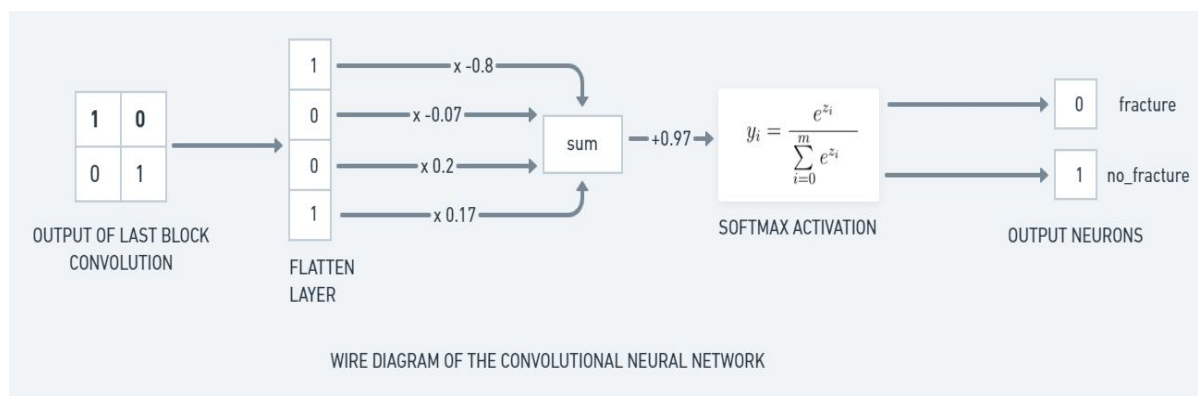 1 0
0 1
OUTPUT OF LAST BLOCK
CONVOLUTION
1
0
0
1
FLATTEN
LAYER
x -0.8
x -0.07
x 0.2
x 0.17
sum
+0.97
y_i = e^{z_i} / \sum_{i=0}^{m} e^{z_i}
SOFTMAX ACTIVATION
0 fracture
1 no_fracture
OUTPUT NEURONS
WIRE DIAGRAM OF THE CONVOLUTIONAL NEURAL NETWORK